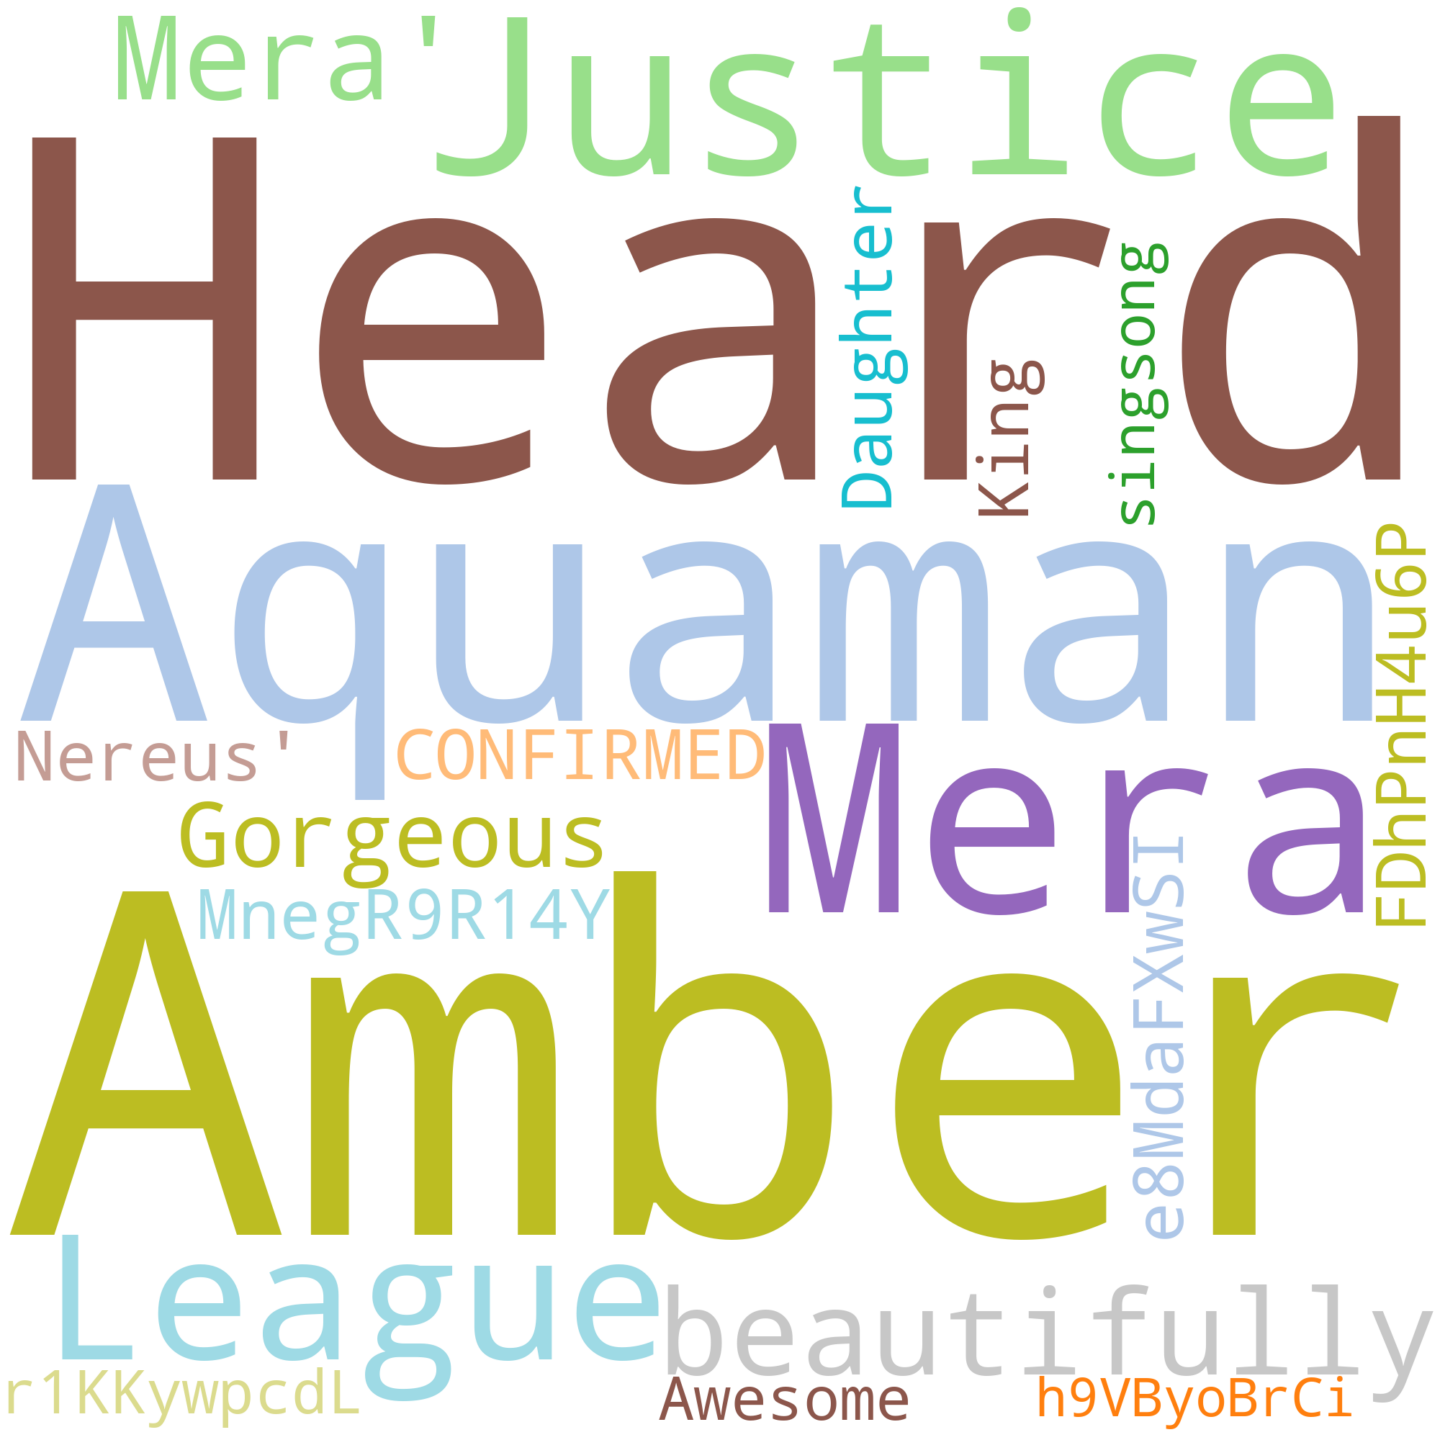 Mera'
Justice
Heard
Daughter
King
singsong
Aquaman
FDhPnH4u6P
Nereus'
CONFIRMED
Mera
Gorgeous
MnegR9R14Y
e8MdaFXwSI
Amber
League
beautifully
r1KKywpcdL
Awesome
h9VByoBrCi